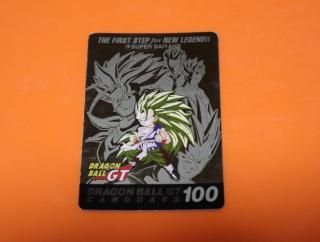 THE FIRST STEP for NEW LEGEND!!
SUPER SAIYAN3
DRAGON
BALL GT
DRAGON BALL GT 100
CARDDASS